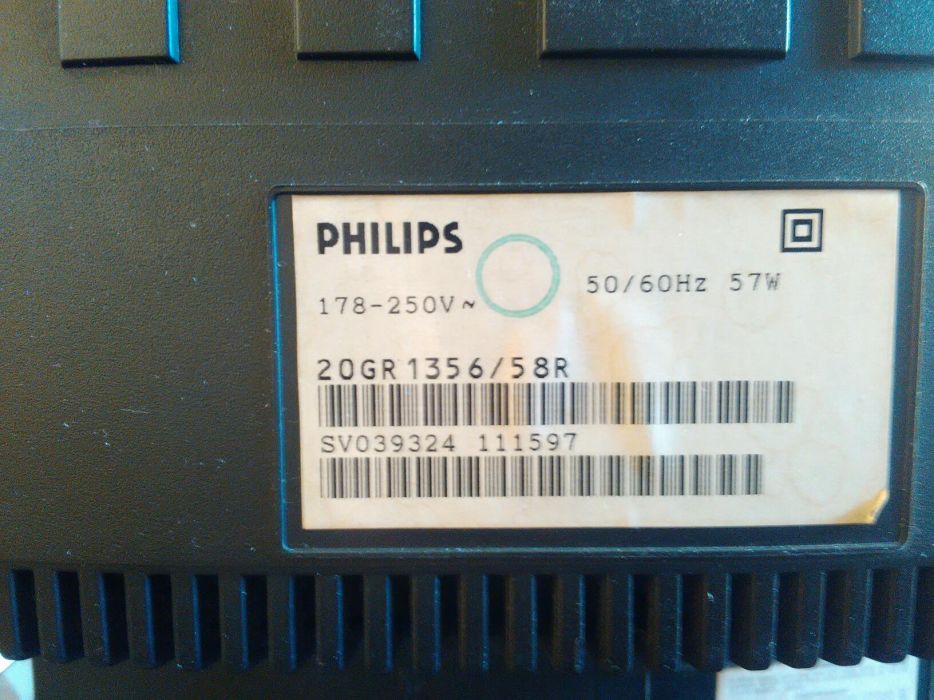 PHILIPS
178-250V~ 50/60Hz 57W
20GR1356/58R
SV039324 111597